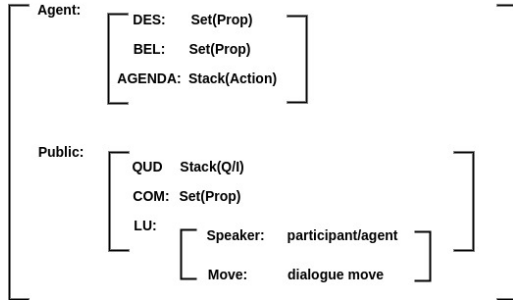 Agent:
DES: Set(Prop)
BEL: Set(Prop)
AGENDA: Stack(Action)
Public:
QUD Stack(Q/I)
COM: Set(Prop)
LU:
Speaker: participant/agent
Move: dialogue move